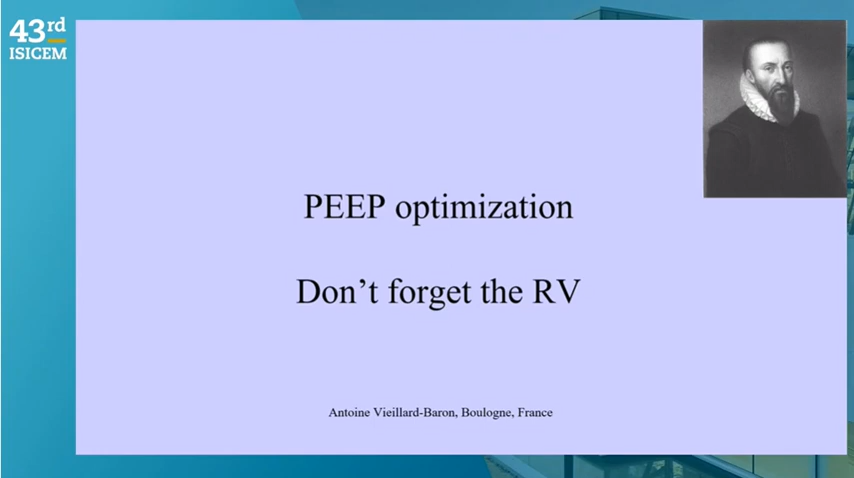 43rd
ISICEM
PEEP optimization
Don't forget the RV
Antoine Vieillard-Baron, Boulogne, France